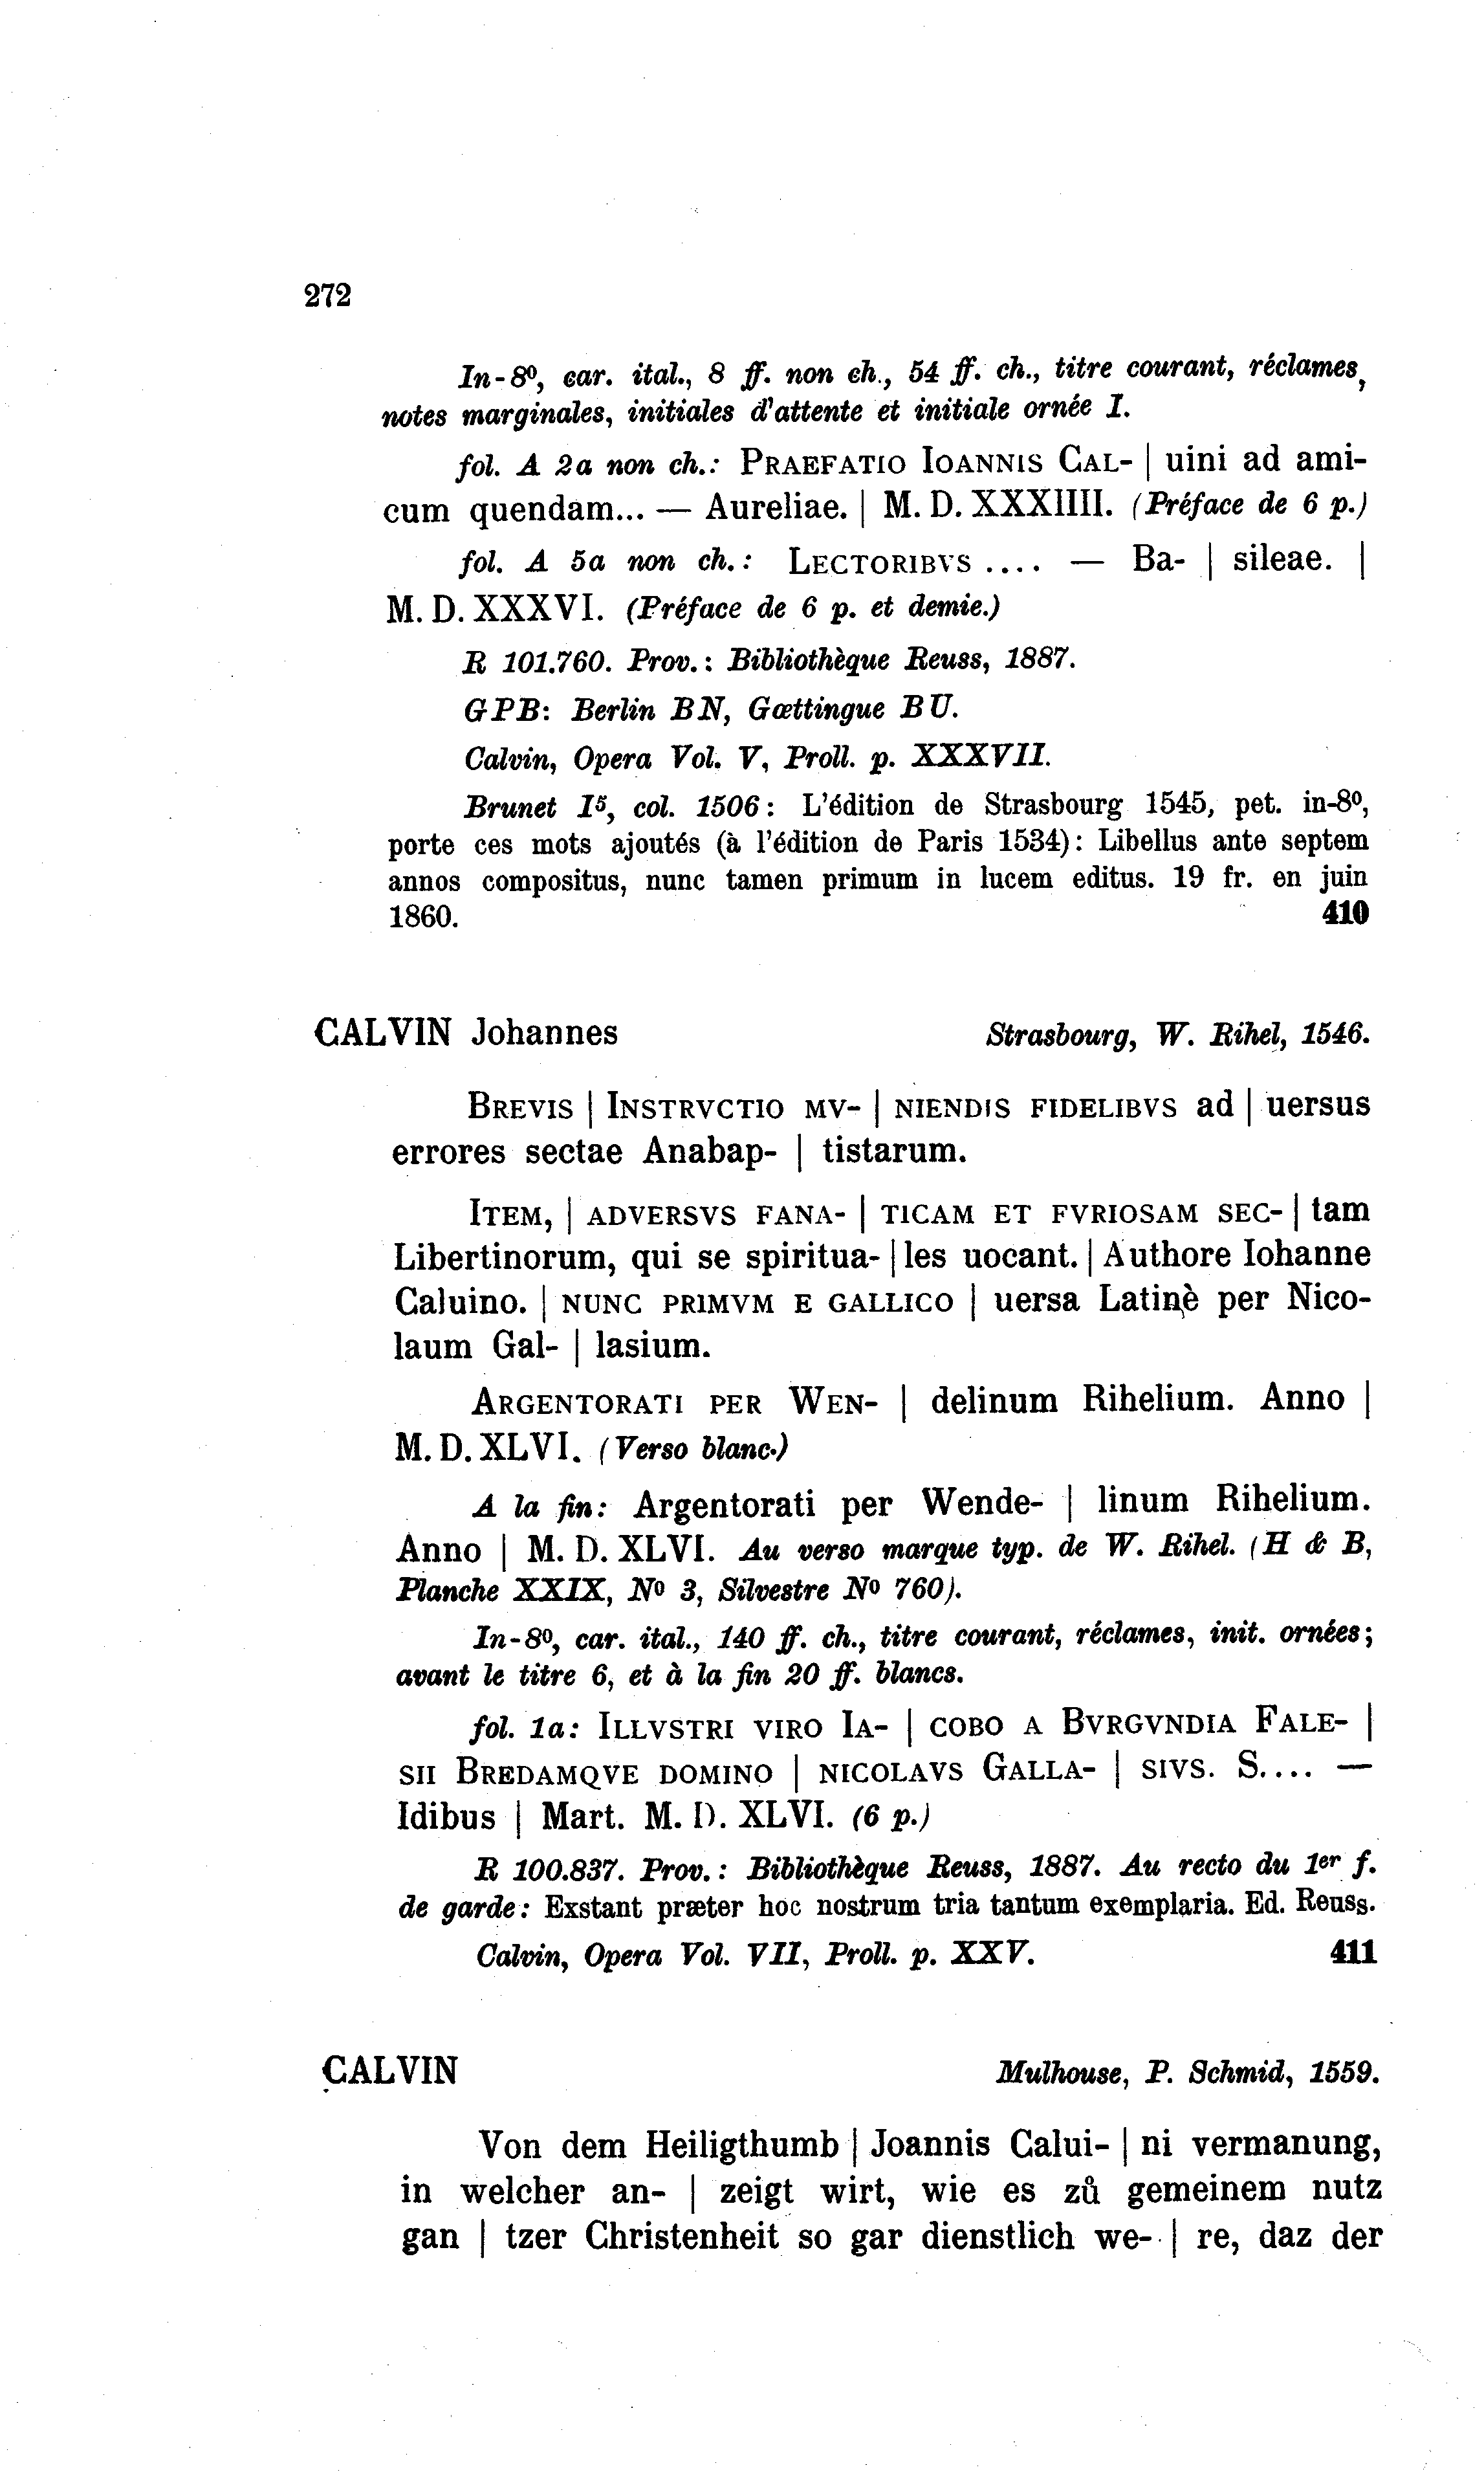 272
In-8⁰, car. ital., 8 ff. non ch., 54 ff. ch., titre courant, réclames,
notes marginales, initiales d'attente et initiale ornée I.
fol. A 2a non ch.: PRAEFATIO IOANNIS CAL- | uini ad ami-
cum quendam... — Aureliae. | M. D. XXXIIII. (Préface de 6 p.)
fol. A 5a non ch.: LECTORIBVS .... — Ba- | sileae. |
M. D. XXXVI. (Préface de 6 p. et demie.)
R 101.760. Prov.: Bibliothèque Reuss, 1887.
GPB: Berlin BN, Gœttingue BU.
Calvin, Opera Vol. V, Proll. p. XXXVII.
Brunet I⁵, col. 1506: L'édition de Strasbourg 1545, pet. in-8⁰,
porte ces mots ajoutés (à l'édition de Paris 1534): Libellus ante septem
annos compositus, nunc tamen primum in lucem editus. 19 fr. en juin
1860. 410
CALVIN Johannes Strasbourg, W. Rihel, 1546.
BREVIS | INSTRVCTIO MV- | NIENDIS FIDELIBVS ad | uersus
errores sectae Anabap- | tistarum.
ITEM, | ADVERSVS FANA- | TICAM ET FVRIOSAM SEC- | tam
Libertinorum, qui se spiritua- | les uocant. | Authore Iohanne
Caluino. | NUNC PRIMVM E GALLICO | uersa Latinè per Nico-
laum Gal- | lasium.
ARGENTORATI PER WEN- | delinum Rihelium. Anno |
M. D. XLVI. (Verso blanc.)
A la fin: Argentorati per Wende- | linum Rihelium.
Anno | M. D. XLVI. Au verso marque typ. de W. Rihel. (H & B,
Planche XXIX, N⁰ 3, Silvestre N⁰ 760).
In-8⁰, car. ital., 140 ff. ch., titre courant, réclames, init. ornées;
avant le titre 6, et à la fin 20 ff. blancs.
fol. 1a: ILLVSTRI VIRO IA- | COBO A BVRGVNDIA FALE- |
SII BREDAMQVE DOMINO | NICOLAVS GALLA- | SIVS. S.... —
Idibus | Mart. M. D. XLVI. (6 p.)
R 100.837. Prov.: Bibliothèque Reuss, 1887. Au recto du 1er f.
de garde: Exstant præter hoc nostrum tria tantum exemplaria. Ed. Reuss.
Calvin, Opera Vol. VII, Proll. p. XXV. 411
CALVIN Mulhouse, P. Schmid, 1559.
Von dem Heiligthumb | Joannis Calui- | ni vermanung,
in welcher an- | zeigt wirt, wie es zů gemeinem nutz
gan | tzer Christenheit so gar dienstlich we- | re, daz der